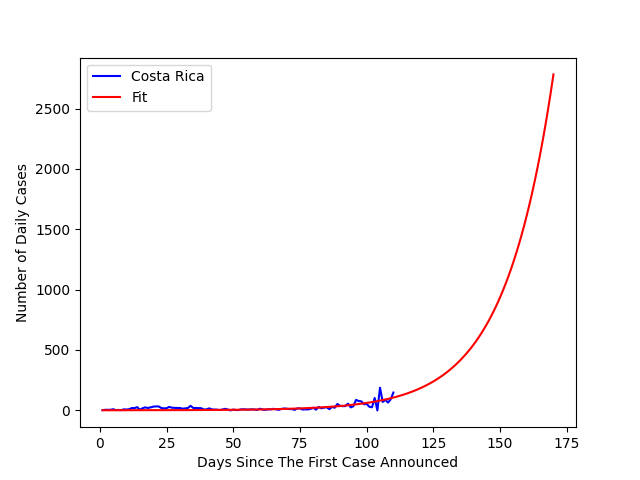 Costa Rica
Fit
Number of Daily Cases
2500
2000
1500
1000
500
0
0 25 50 75 100 125 150 175
Days Since The First Case Announced